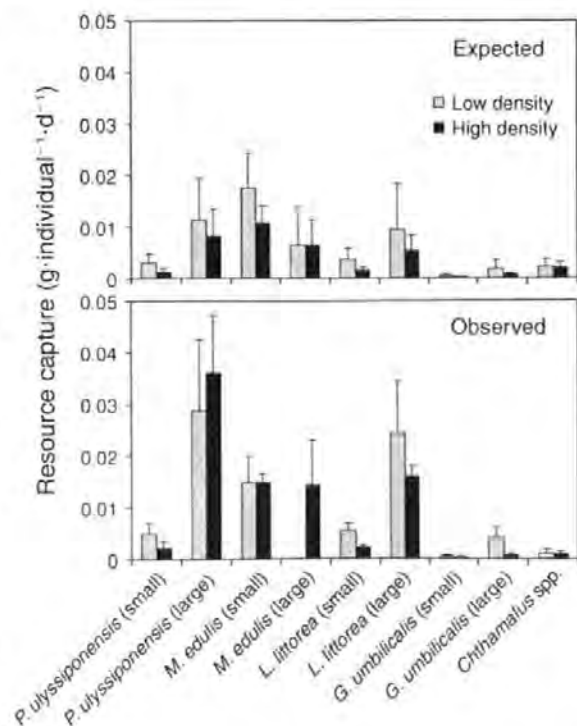 Resource capture (g·individual⁻¹·d⁻¹)
0.05
0.04
0.03
0.02
0.01
0
Expected
Low density
High density
0.05
0.04
0.03
0.02
0.01
0
Observed
P. ulyssiponensis (small)
P. ulyssiponensis (large)
M. edulis (small)
M. edulis (large)
L. littorea (small)
L. littorea (large)
G. umbilicalis (small)
G. umbilicalis (large)
Chthamalus spp.